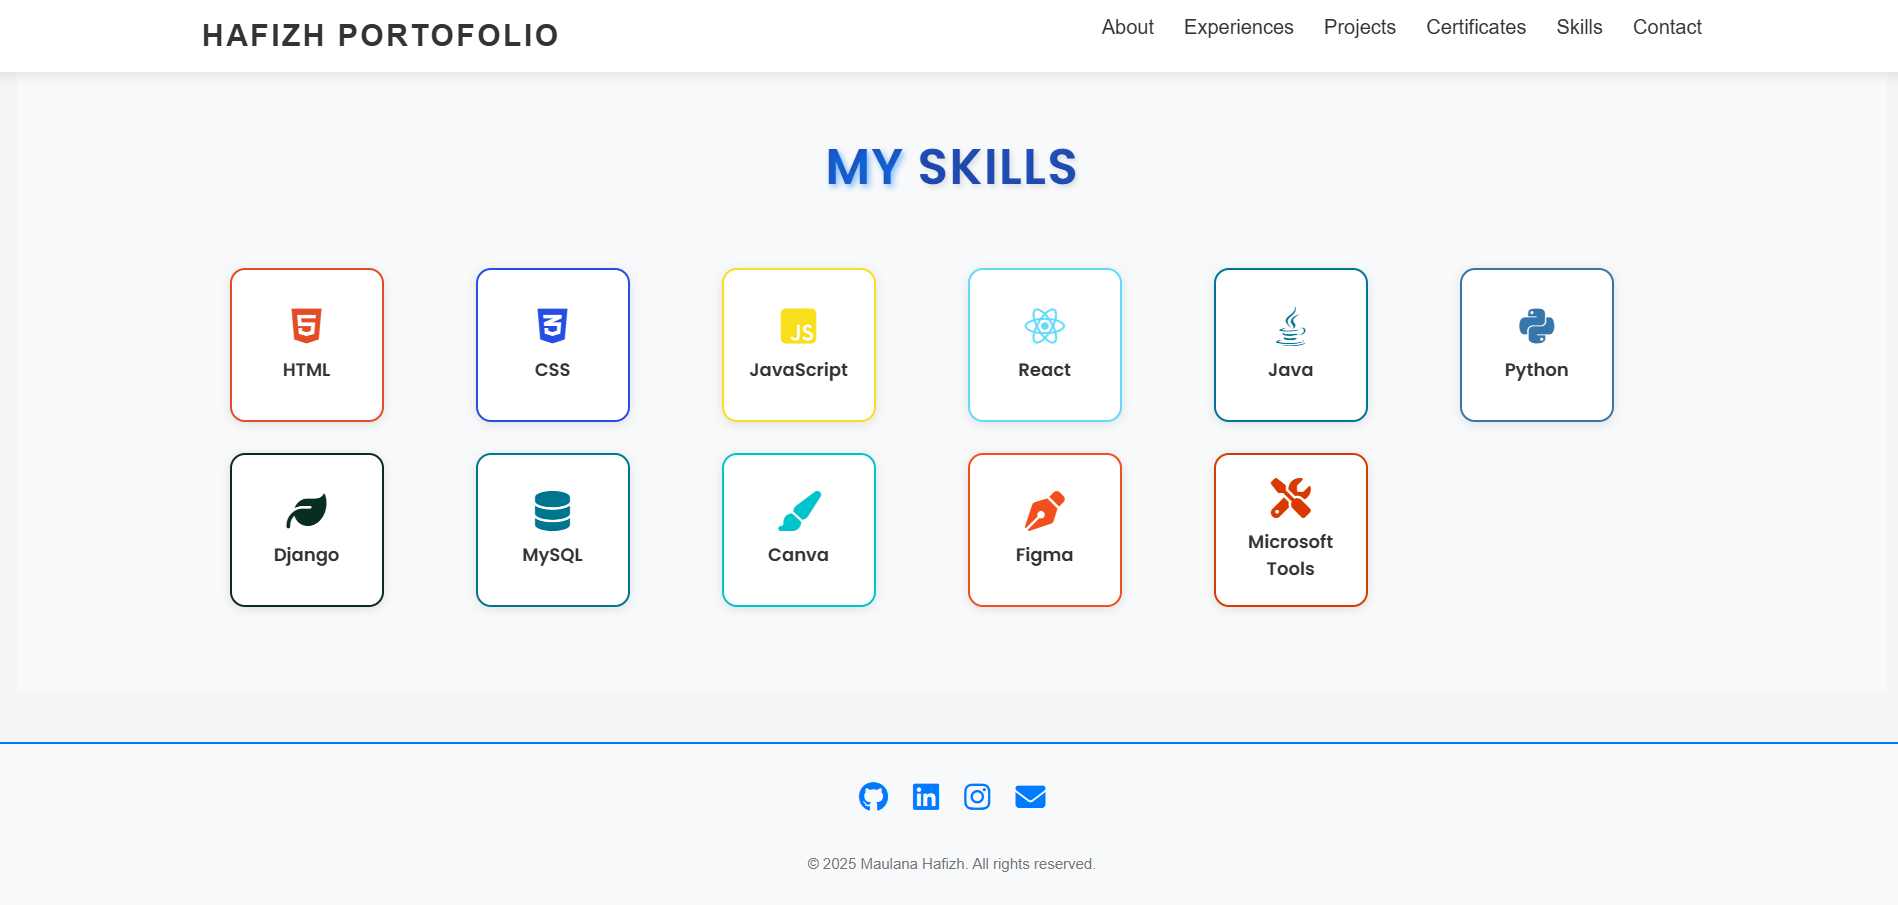 HAFIZH PORTOFOLIO
About Experiences Projects Certificates Skills Contact
MY SKILLS
HTML
CSS
JS
JavaScript
React
Java
Python
Django
MySQL
Canva
Figma
Microsoft
Tools
© 2025 Maulana Hafizh. All rights reserved.